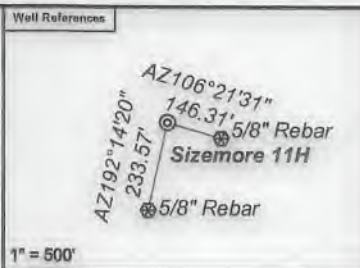 Well References
AZ106°21'31"
146.31'
5/8" Rebar
Sizemore 11H
AZ192°14'20"
233.57'
5/8" Rebar
1" = 500'